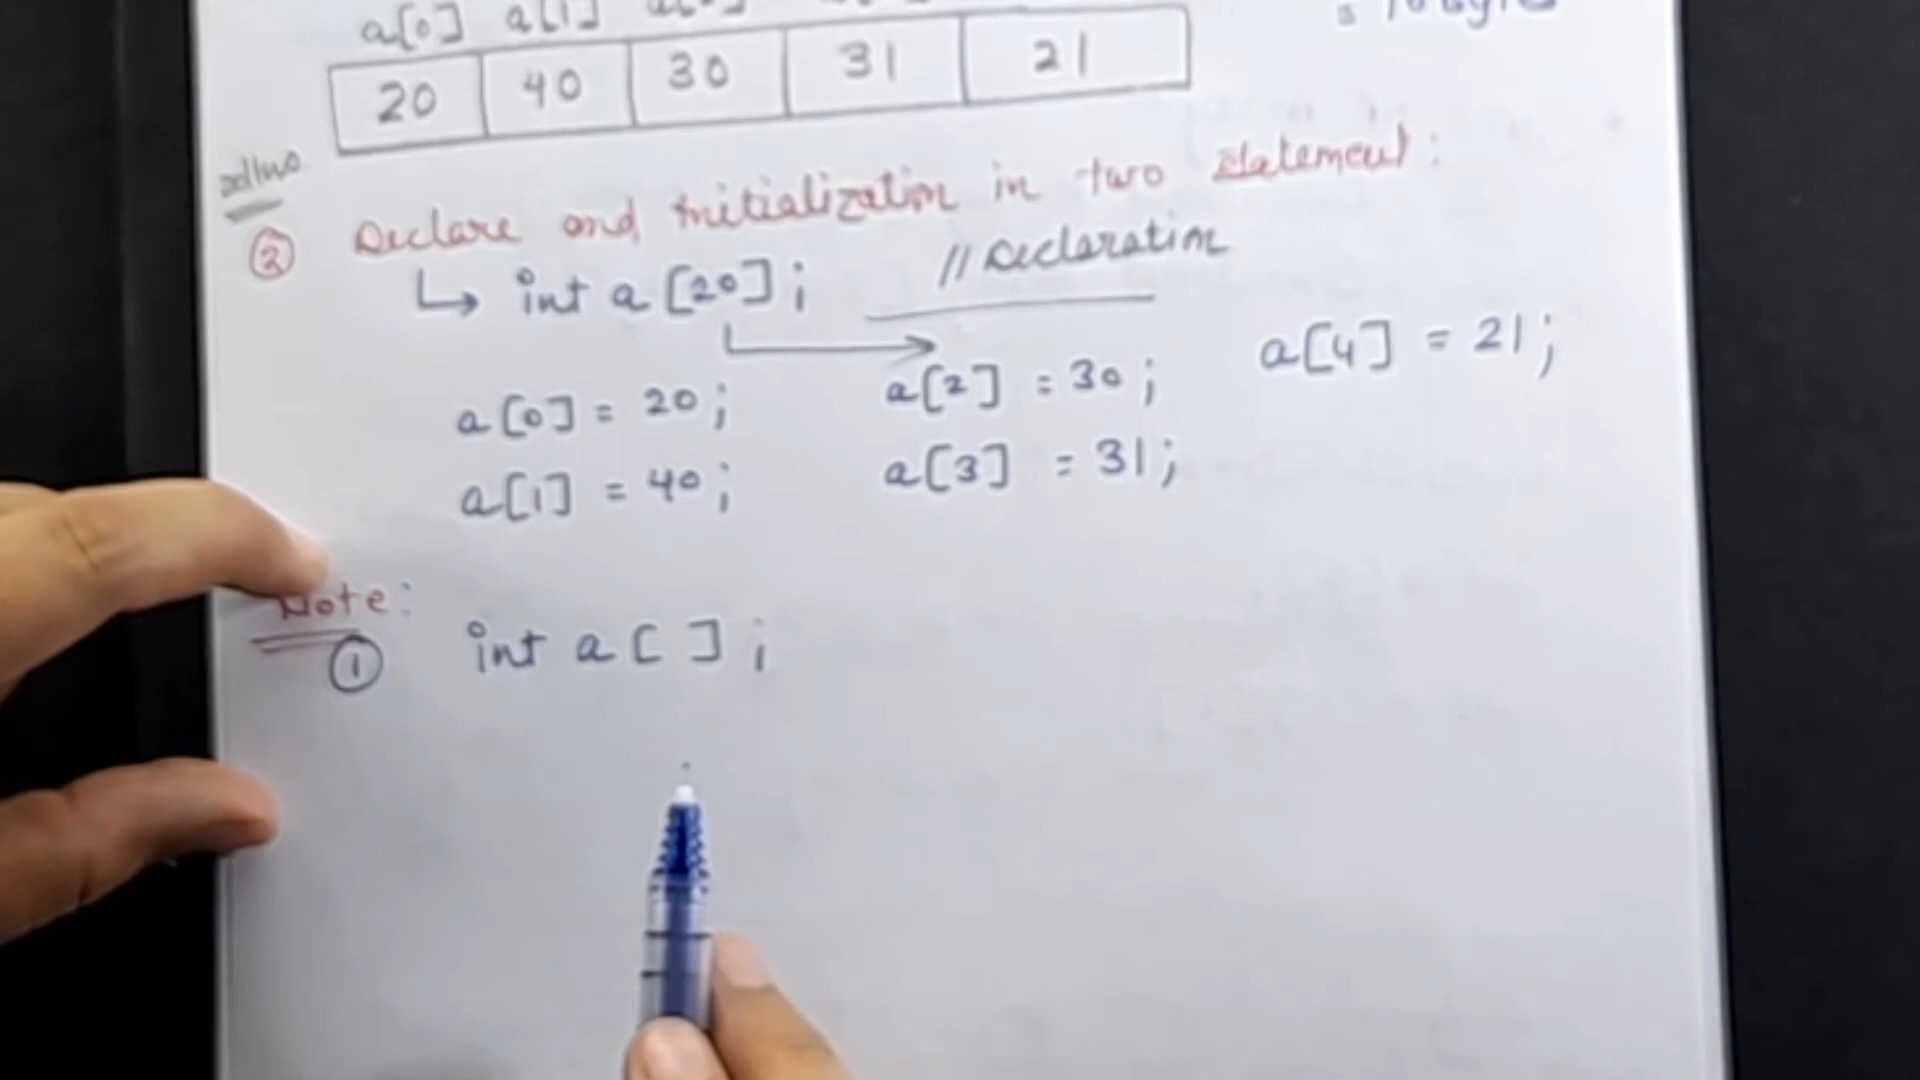 a[0] a[1]
20 40 30 31 21
② Declare and Initialization in two statement:
↳ int a [20]; // Declaration
a[0] = 20; a[2] = 30; a[4] = 21;
a[1] = 40; a[3] = 31;
Note:
① int a [ ];